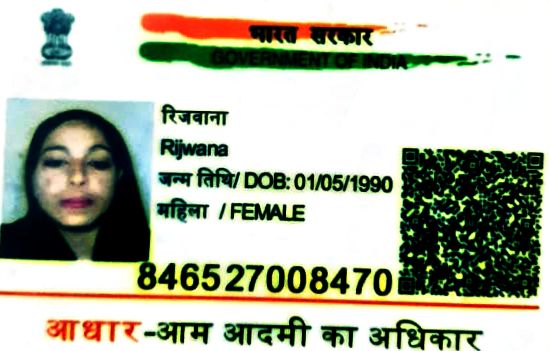 भारत सरकार
GOVERNMENT OF INDIA
रिजवाना
Rijwana
जन्म तिथि/ DOB: 01/05/1990
महिला / FEMALE
846527008470
आधार-आम आदमी का अधिकार